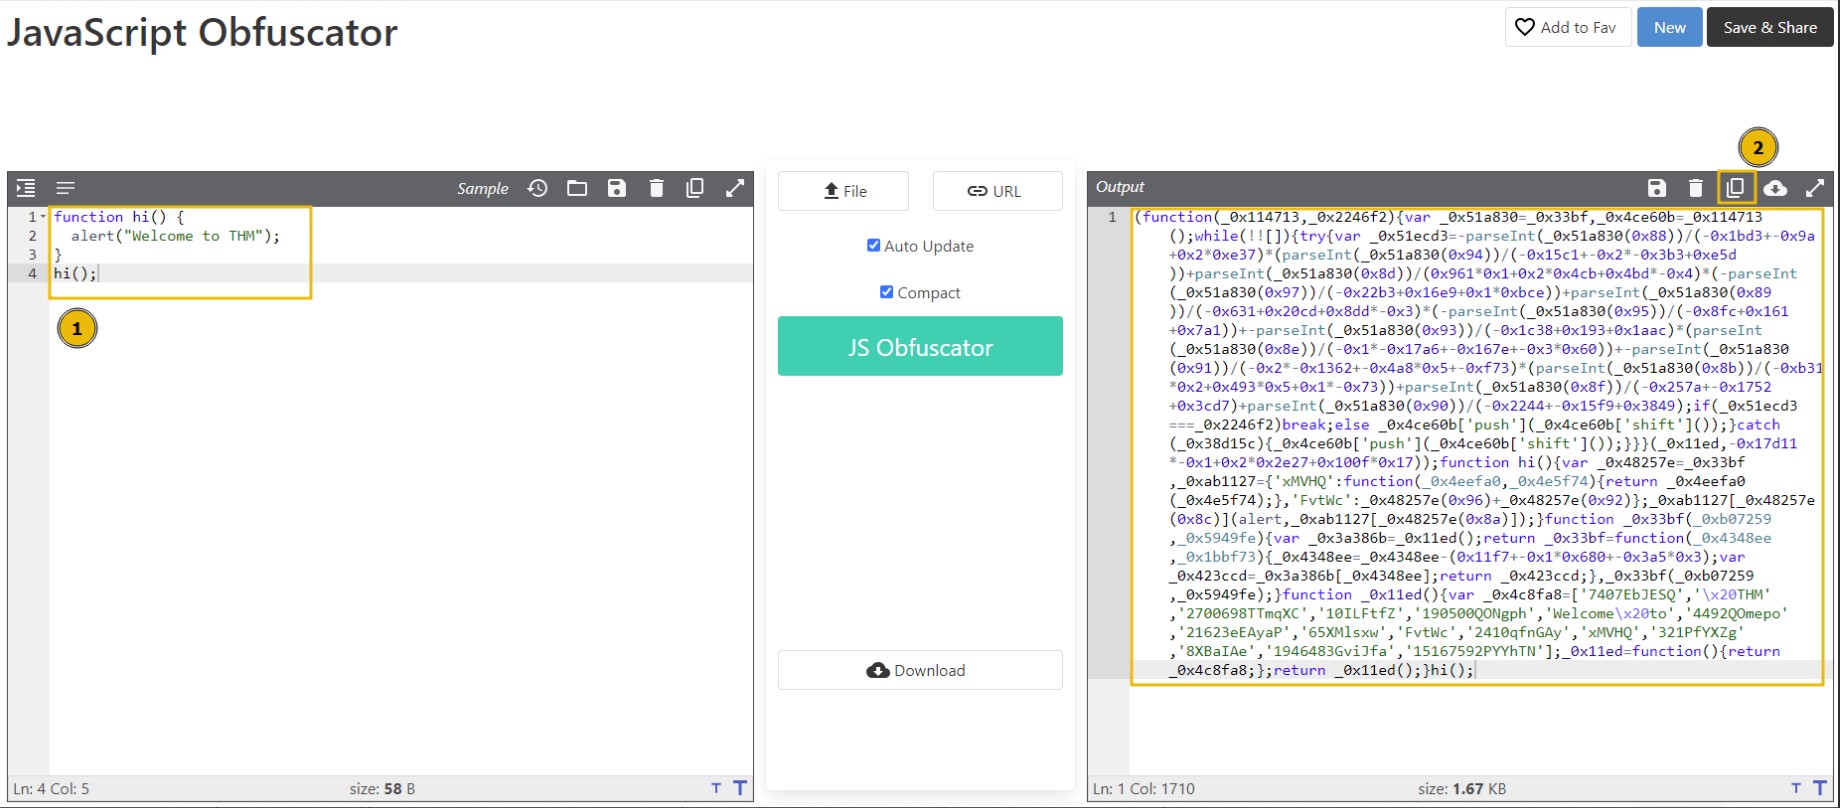 JavaScript Obfuscator
Add to Fav
New
Save & Share
2
Sample
File
URL
Output
1 function hi() {
2   alert("Welcome to THM");
3 }
4 hi();
1
Auto Update
Compact
JS Obfuscator
Download
1 (function(_0x114713,_0x2246f2){var _0x51a830=_0x33bf,_0x4ce60b=_0x114713
();while(!![]){try{var _0x51ecd3=-parseInt(_0x51a830(0x88))/(-0x1bd3+-0x9a
+0x2*0xe37)*(parseInt(_0x51a830(0x94))/(-0x15c1+-0x2*-0x3b3+0xe5d
))+parseInt(_0x51a830(0x8d))/(0x961*0x1+0x2*0x4cb+0x4bd*-0x4)*(-parseInt
(_0x51a830(0x97))/(-0x22b3+0x16e9+0x1*0xbce))+parseInt(_0x51a830(0x89
))/(-0x631+0x20cd+0x8dd*-0x3)*(-parseInt(_0x51a830(0x95))/(-0x8fc+0x161
+0x7a1))+-parseInt(_0x51a830(0x93))/(-0x1c38+0x193+0x1aac)*(parseInt
(_0x51a830(0x8e))/(-0x1*-0x17a6+-0x167e+-0x3*0x60))+-parseInt(_0x51a830
(0x91))/(-0x2*-0x1362+-0x4a8*0x5+-0xf73)*(parseInt(_0x51a830(0x8b))/(-0xb31
*0x2+0x493*0x5+0x1*-0x73))+parseInt(_0x51a830(0x8f))/(-0x257a+-0x1752
+0x3cd7)+parseInt(_0x51a830(0x90))/(-0x2244+-0x15f9+0x3849);if(_0x51ecd3
===_0x2246f2)break;else _0x4ce60b['push'](_0x4ce60b['shift']());}catch
(_0x38d15c){_0x4ce60b['push'](_0x4ce60b['shift']());}}}(_0x11ed,-0x17d11
*-0x1+0x2*0x2e27+0x100f*0x17));function hi(){var _0x48257e=_0x33bf
,_0xab1127={'xMVHQ':function(_0x4eefa0,_0x4e5f74){return _0x4eefa0
(_0x4e5f74);},'FvtWc':_0x48257e(0x96)+_0x48257e(0x92)};_0xab1127[_0x48257e
(0x8c)](alert,_0xab1127[_0x48257e(0x8a)]);}function _0x33bf(_0xb07259
,_0x5949fe){var _0x3a386b=_0x11ed();return _0x33bf=function(_0x4348ee
,_0x1bbf73){_0x4348ee=_0x4348ee-(0x11f7+-0x1*0x680+-0x3a5*0x3);var
_0x423ccd=_0x3a386b[_0x4348ee];return _0x423ccd;},_0x33bf(_0xb07259
,_0x5949fe);}function _0x11ed(){var _0x4c8fa8=['7407EbJESQ','\x20THM'
,'2700698TTmqXC','10ILFtfZ','190500QONgph','Welcome\x20to','4492QOmepo'
,'21623eEAyaP','65XMlsxw','FvtWc','2410qfnGAy','xMVHQ','321PfYXZg'
,'8XBaIAe','1946483GviJfa','15167592PYYhTN'];_0x11ed=function(){return
_0x4c8fa8;};return _0x11ed();}hi();
Ln: 4 Col: 5
size: 58 B
T T
Ln: 1 Col: 1710
size: 1.67 KB
T T